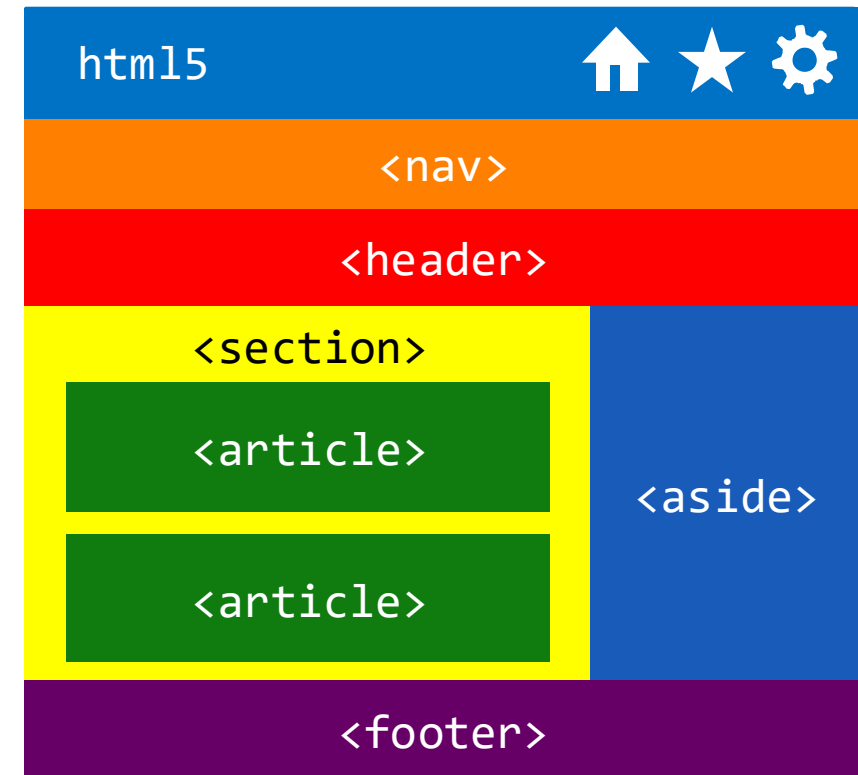 html5
<nav>
<header>
<section>
<article>
<article>
<aside>
<footer>